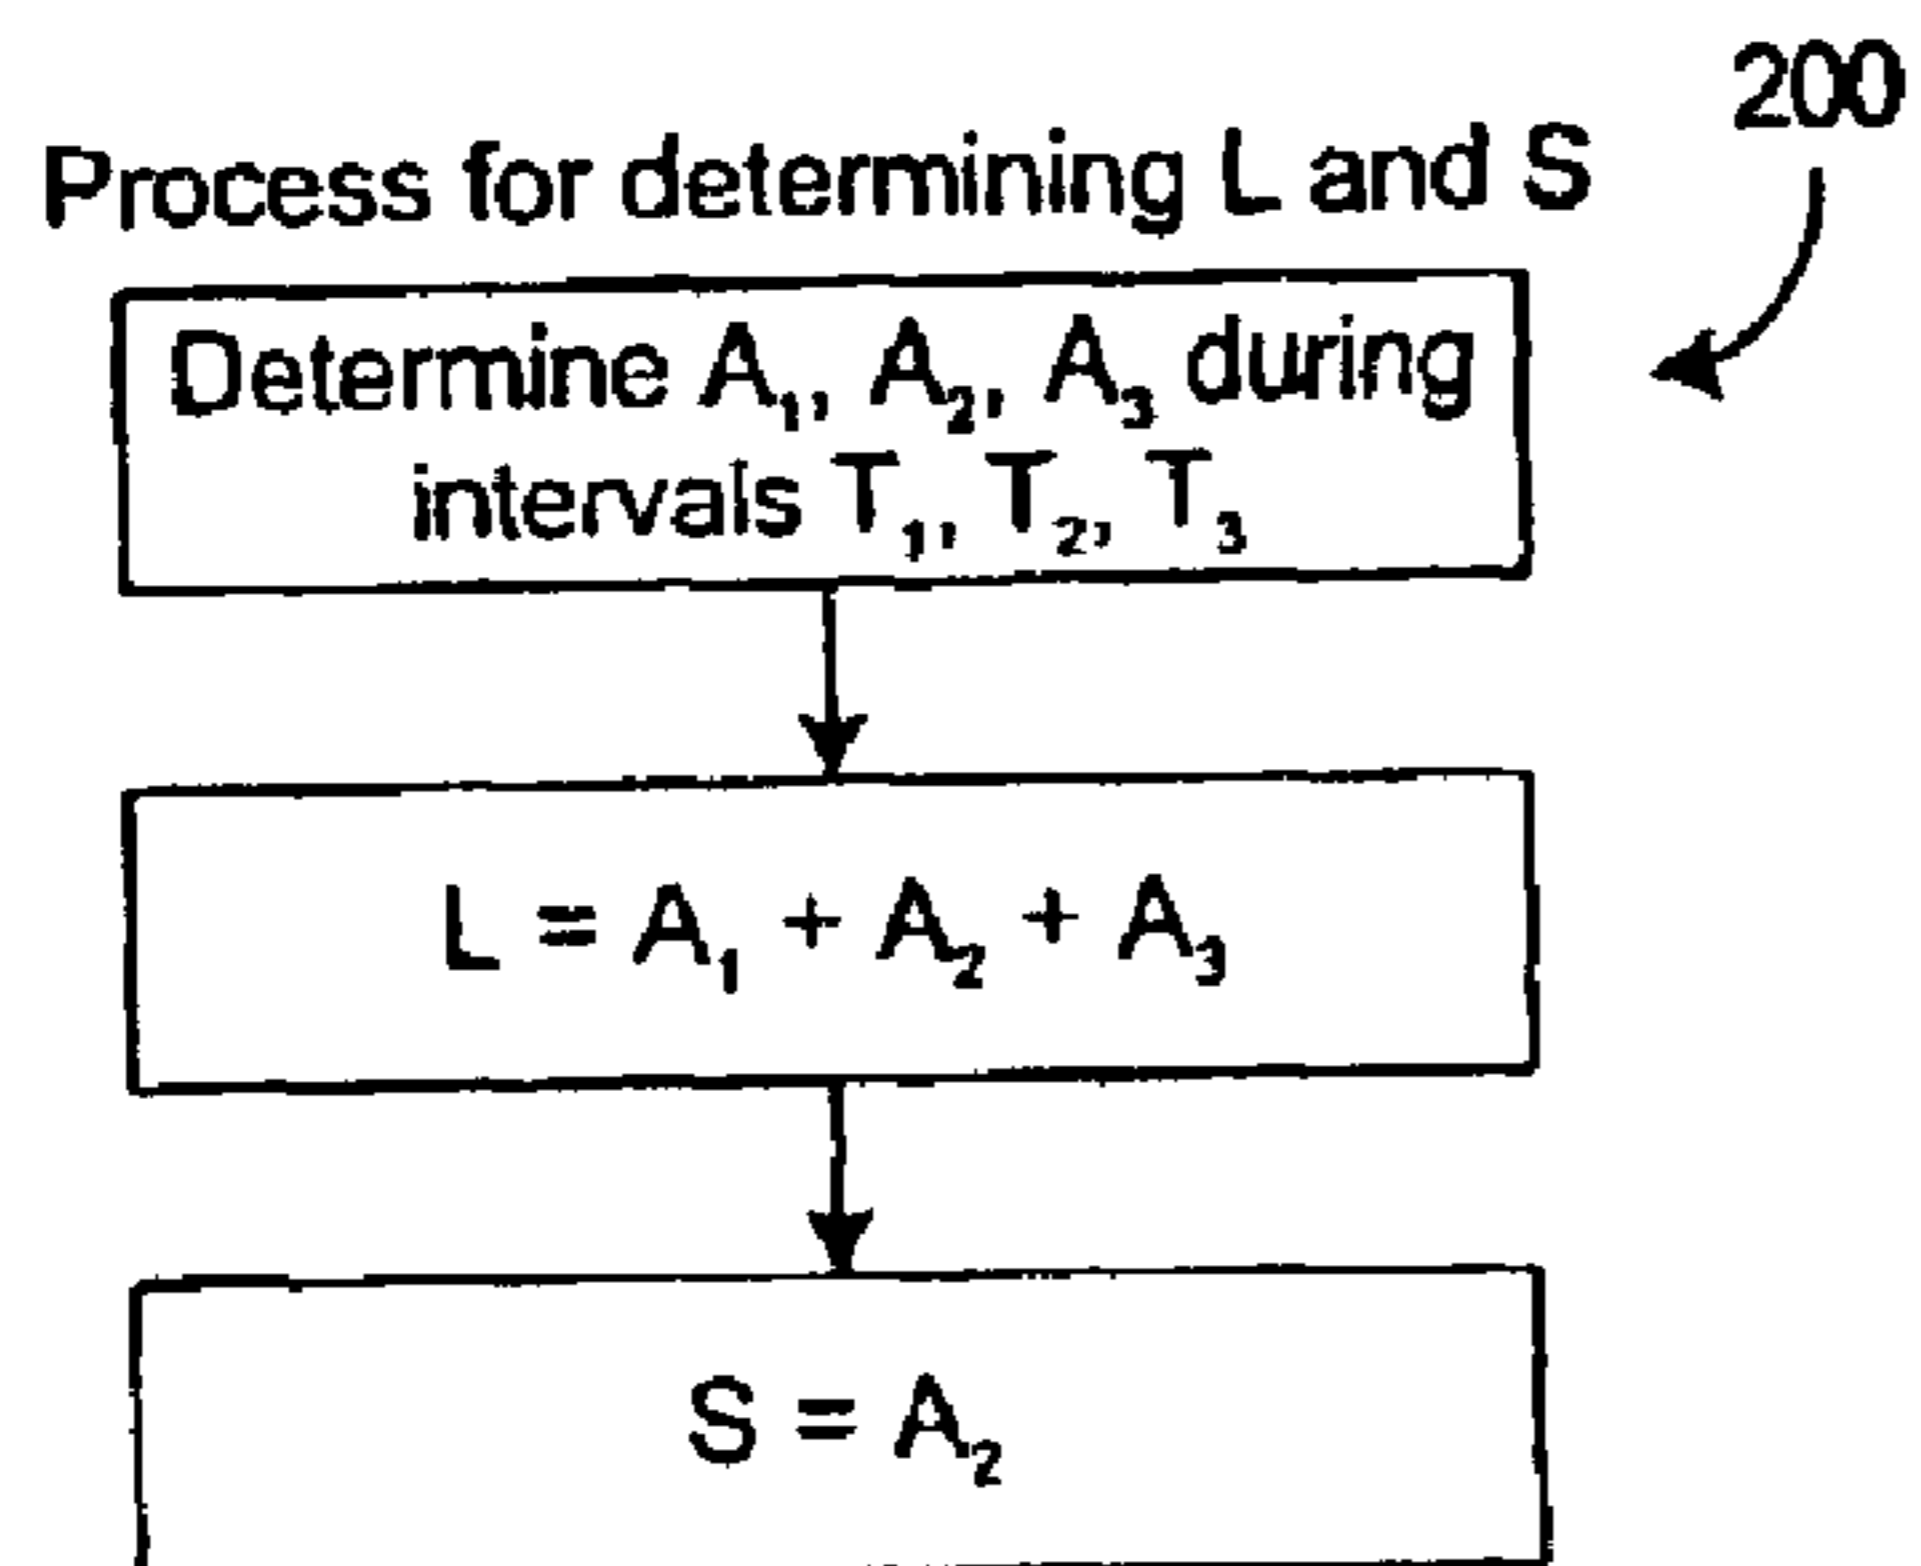 200
Process for determining L and S
Determine A₁, A₂, A₃ during
intervals T₁, T₂, T₃
L = A₁ + A₂ + A₃
S = A₂